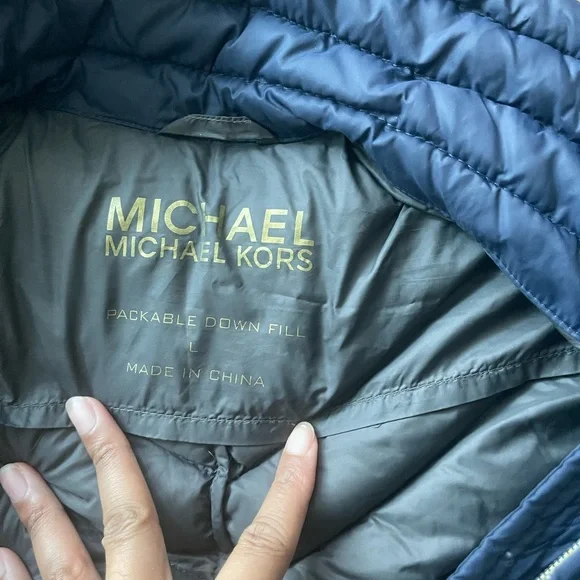 MICHAEL
MICHAEL KORS
PACKABLE DOWN FILL
L
MADE IN CHINA